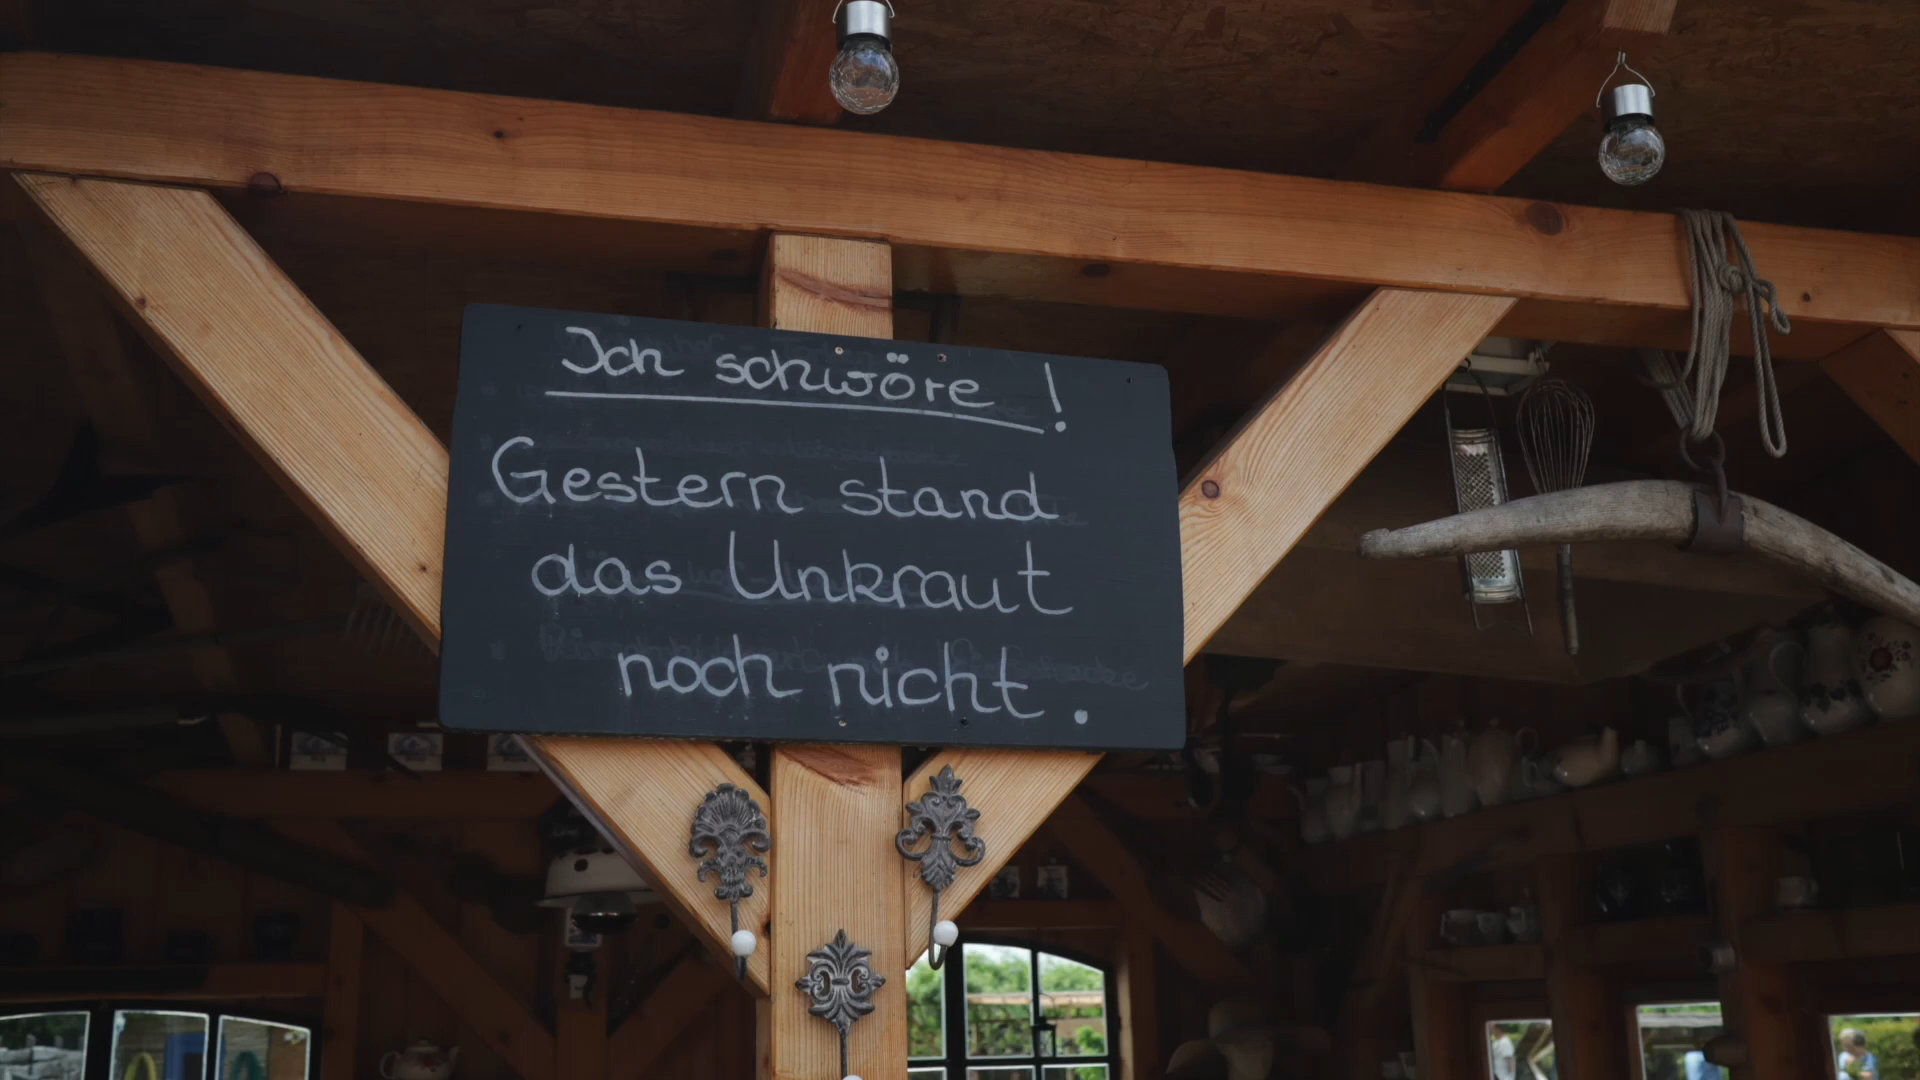 Ich schwöre !
Gestern stand
das Unkraut
noch nicht .